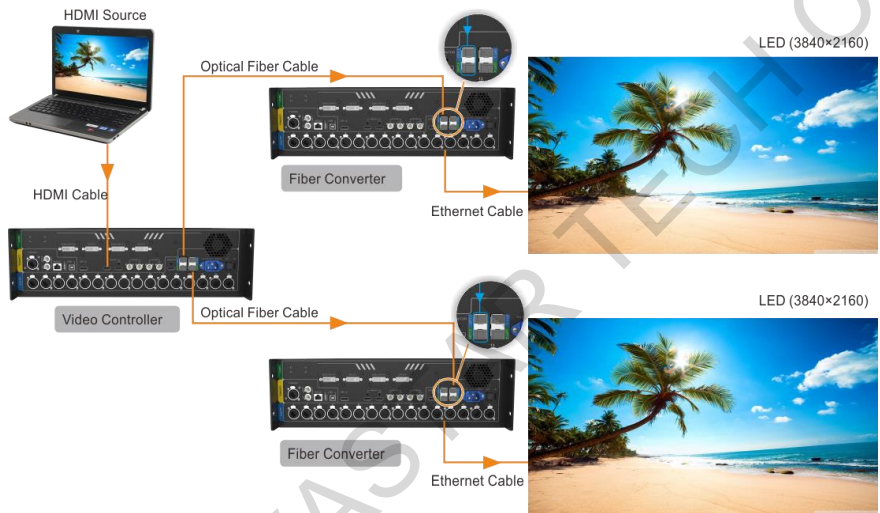 HDMI Source
LED (3840×2160)
Optical Fiber Cable
Fiber Converter
HDMI Cable
Ethernet Cable
LED (3840×2160)
Video Controller
Optical Fiber Cable
Fiber Converter
Ethernet Cable